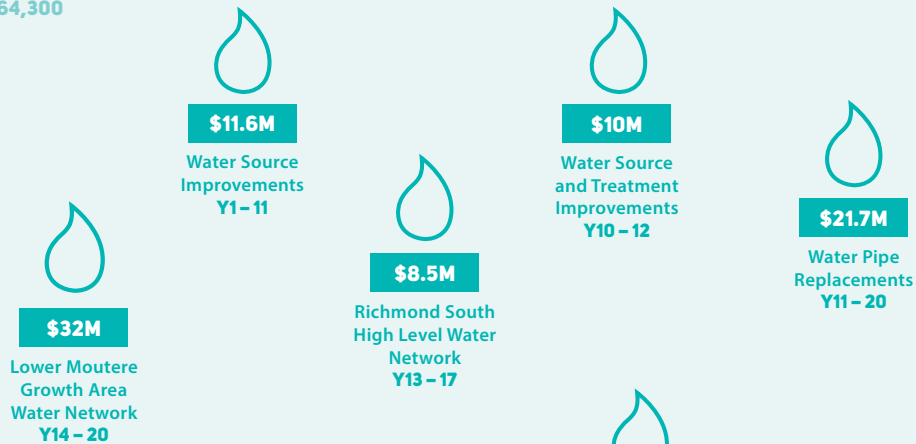 64,300
$11.6M
Water Source
Improvements
Y1 – 11
$10M
Water Source
and Treatment
Improvements
Y10 – 12
$21.7M
Water Pipe
Replacements
Y11 – 20
$8.5M
Richmond South
High Level Water
Network
Y13 – 17
$32M
Lower Moutere
Growth Area
Water Network
Y14 – 20